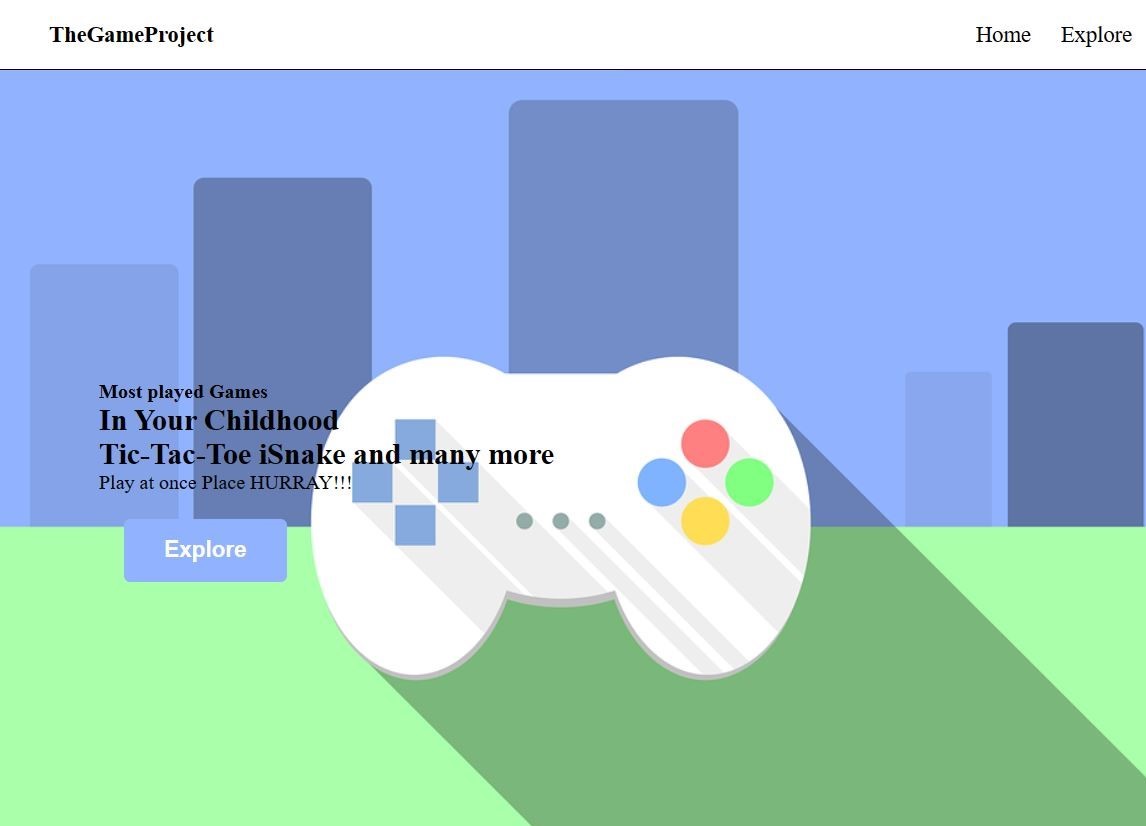 TheGameProject
Home Explore
Most played Games
In Your Childhood
Tic-Tac-Toe iSnake and many more
Play at once Place HURRAY!!!
Explore